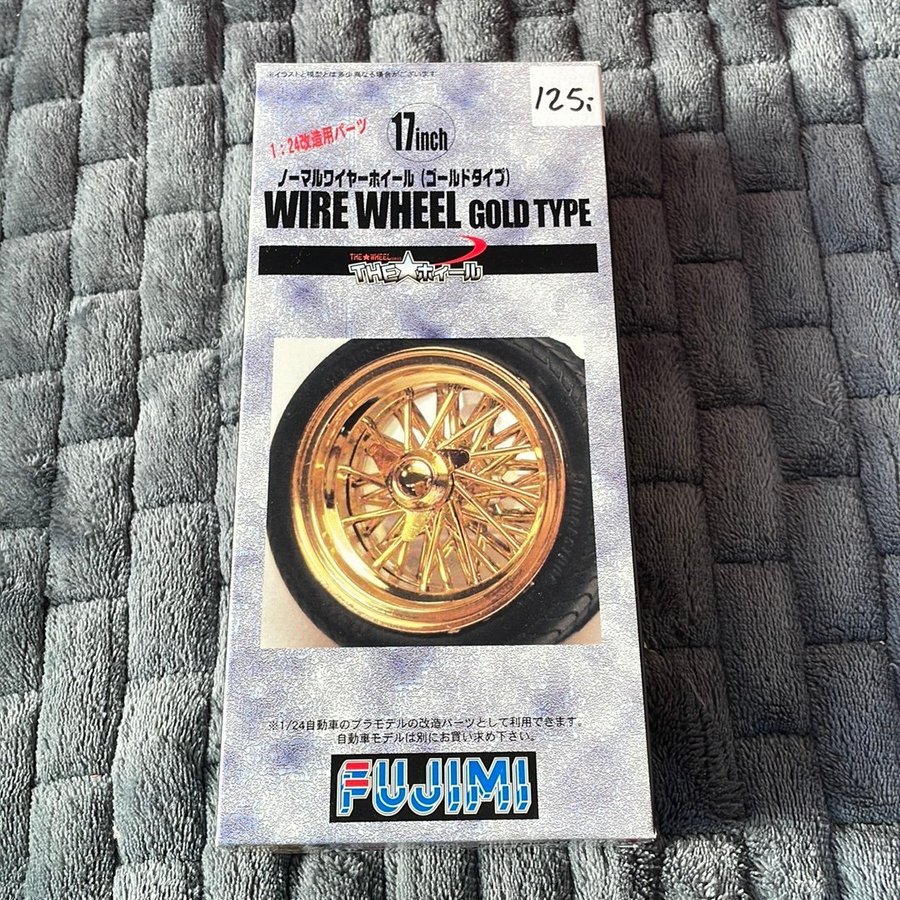 ※イラストと模型とは多少異なる場合がございます
125:
1:24改造用パーツ
17inch
ノーマルワイヤーホイール(ゴールドタイプ)
WIRE WHEEL GOLD TYPE
THE★WHEEL
THE☆ホイール
※1/24自動車のプラモデルの改造パーツとして利用できます。
自動車モデルは別にお買い求め下さい。
FUJIMI